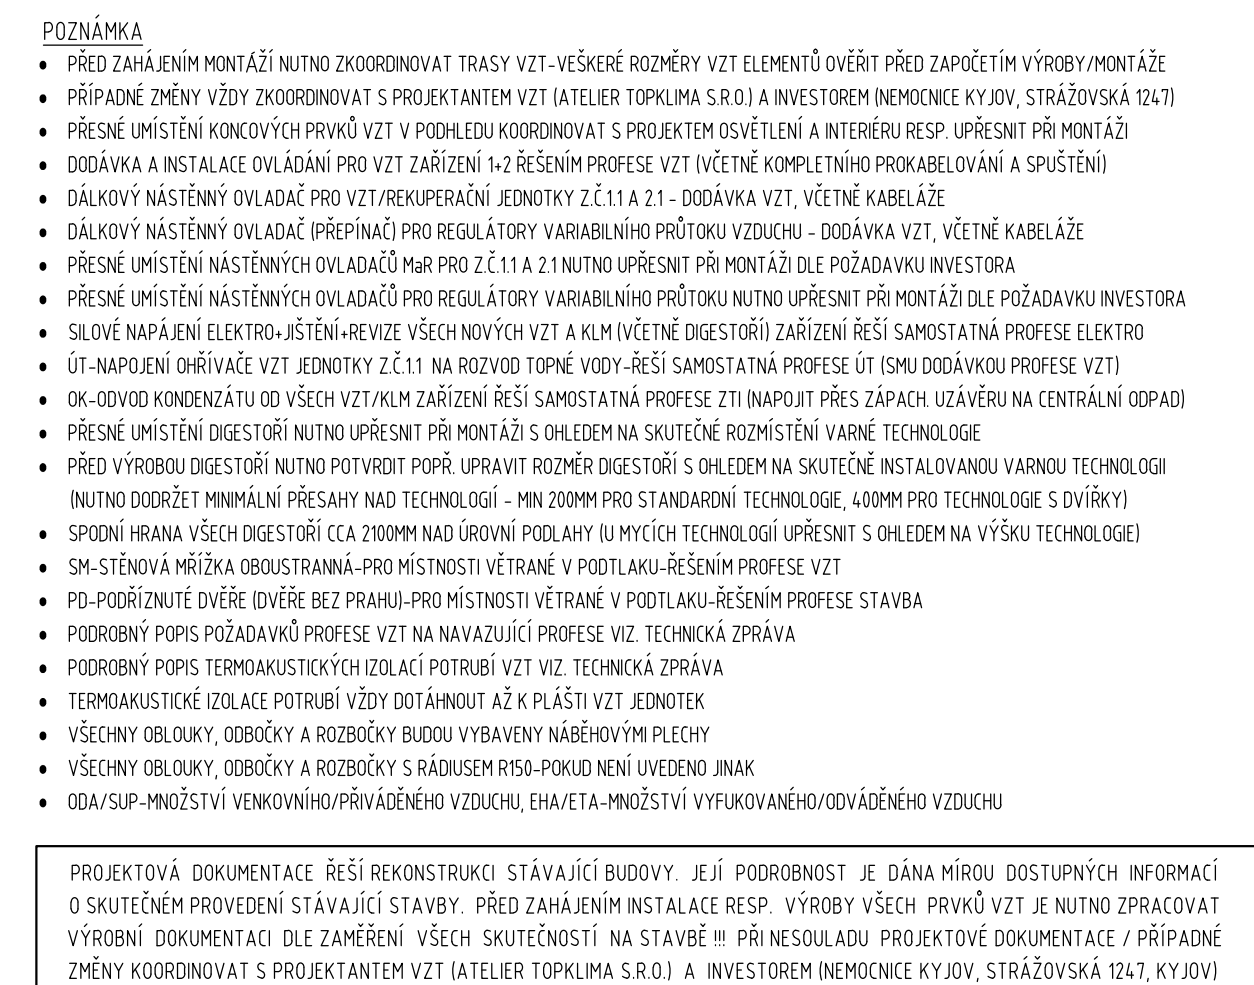 POZNÁMKA
• PŘED ZAHÁJENÍM MONTÁŽÍ NUTNO ZKOORDINOVAT TRASY VZT-VEŠKERÉ ROZMĚRY VZT ELEMENTŮ OVĚŘIT PŘED ZAPOČETÍM VÝROBY/MONTÁŽE
• PŘÍPADNÉ ZMĚNY VŽDY ZKOORDINOVAT S PROJEKTANTEM VZT (ATELIER TOPKLIMA S.R.O.) A INVESTOREM (NEMOCNICE KYJOV, STRÁŽOVSKÁ 1247)
• PŘESNÉ UMÍSTĚNÍ KONCOVÝCH PRVKŮ VZT V PODHLEDU KOORDINOVAT S PROJEKTEM OSVĚTLENÍ A INTERIÉRU RESP. UPŘESNIT PŘI MONTÁŽI
• DODÁVKA A INSTALACE OVLÁDÁNÍ PRO VZT ZAŘÍZENÍ 1+2 ŘEŠENÍM PROFESE VZT (VČETNĚ KOMPLETNÍHO PROKABELOVÁNÍ A SPUŠTĚNÍ)
• DÁLKOVÝ NÁSTĚNNÝ OVLADAČ PRO VZT/REKUPERAČNÍ JEDNOTKY Z.Č.1.1 A 2.1 - DODÁVKA VZT, VČETNĚ KABELÁŽE
• DÁLKOVÝ NÁSTĚNNÝ OVLADAČ (PŘEPÍNAČ) PRO REGULÁTORY VARIABILNÍHO PRŮTOKU VZDUCHU - DODÁVKA VZT, VČETNĚ KABELÁŽE
• PŘESNÉ UMÍSTĚNÍ NÁSTĚNNÝCH OVLADAČŮ MaR PRO Z.Č.1.1 A 2.1 NUTNO UPŘESNIT PŘI MONTÁŽI DLE POŽADAVKU INVESTORA
• PŘESNÉ UMÍSTĚNÍ NÁSTĚNNÝCH OVLADAČŮ PRO REGULÁTORY VARIABILNÍHO PRŮTOKU NUTNO UPŘESNIT PŘI MONTÁŽI DLE POŽADAVKU INVESTORA
• SILOVÉ NAPÁJENÍ ELEKTRO+JIŠTĚNÍ+REVIZE VŠECH NOVÝCH VZT A KLM (VČETNĚ DIGESTOŘÍ) ZAŘÍZENÍ ŘEŠÍ SAMOSTATNÁ PROFESE ELEKTRO
• ÚT-NAPOJENÍ OHŘÍVAČE VZT JEDNOTKY Z.Č.1.1 NA ROZVOD TOPNÉ VODY-ŘEŠÍ SAMOSTATNÁ PROFESE ÚT (SMU DODÁVKOU PROFESE VZT)
• OK-ODVOD KONDENZÁTU OD VŠECH VZT/KLM ZAŘÍZENÍ ŘEŠÍ SAMOSTATNÁ PROFESE ZTI (NAPOJIT PŘES ZÁPACH. UZÁVĚRU NA CENTRÁLNÍ ODPAD)
• PŘESNÉ UMÍSTĚNÍ DIGESTOŘÍ NUTNO UPŘESNIT PŘI MONTÁŽI S OHLEDEM NA SKUTEČNÉ ROZMÍSTĚNÍ VARNÉ TECHNOLOGIE
• PŘED VÝROBOU DIGESTOŘÍ NUTNO POTVRDIT POPŘ. UPRAVIT ROZMĚR DIGESTOŘÍ S OHLEDEM NA SKUTEČNĚ INSTALOVANOU VARNOU TECHNOLOGII
(NUTNO DODRŽET MINIMÁLNÍ PŘESAHY NAD TECHNOLOGIÍ - MIN 200MM PRO STANDARDNÍ TECHNOLOGIE, 400MM PRO TECHNOLOGIE S DVÍŘKY)
• SPODNÍ HRANA VŠECH DIGESTOŘÍ CCA 2100MM NAD ÚROVNÍ PODLAHY (U MYCÍCH TECHNOLOGIÍ UPŘESNIT S OHLEDEM NA VÝŠKU TECHNOLOGIE)
• SM-STĚNOVÁ MŘÍŽKA OBOUSTRANNÁ-PRO MÍSTNOSTI VĚTRANÉ V PODTLAKU-ŘEŠENÍM PROFESE VZT
• PD-PODŘÍZNUTÉ DVĚŘE (DVĚŘE BEZ PRAHU)-PRO MÍSTNOSTI VĚTRANÉ V PODTLAKU-ŘEŠENÍM PROFESE STAVBA
• PODROBNÝ POPIS POŽADAVKŮ PROFESE VZT NA NAVAZUJÍCÍ PROFESE VIZ. TECHNICKÁ ZPRÁVA
• PODROBNÝ POPIS TERMOAKUSTICKÝCH IZOLACÍ POTRUBÍ VZT VIZ. TECHNICKÁ ZPRÁVA
• TERMOAKUSTICKÉ IZOLACE POTRUBÍ VŽDY DOTÁHNOUT AŽ K PLÁŠTI VZT JEDNOTEK
• VŠECHNY OBLOUKY, ODBOČKY A ROZBOČKY BUDOU VYBAVENY NÁBĚHOVÝMI PLECHY
• VŠECHNY OBLOUKY, ODBOČKY A ROZBOČKY S RÁDIUSEM R150-POKUD NENÍ UVEDENO JINAK
• ODA/SUP-MNOŽSTVÍ VENKOVNÍHO/PŘIVÁDĚNÉHO VZDUCHU, EHA/ETA-MNOŽSTVÍ VYFUKOVANÉHO/ODVÁDĚNÉHO VZDUCHU
PROJEKTOVÁ DOKUMENTACE ŘEŠÍ REKONSTRUKCI STÁVAJÍCÍ BUDOVY. JEJÍ PODROBNOST JE DÁNA MÍROU DOSTUPNÝCH INFORMACÍ
O SKUTEČNÉM PROVEDENÍ STÁVAJÍCÍ STAVBY. PŘED ZAHÁJENÍM INSTALACE RESP. VÝROBY VŠECH PRVKŮ VZT JE NUTNO ZPRACOVAT
VÝROBNÍ DOKUMENTACI DLE ZAMĚŘENÍ VŠECH SKUTEČNOSTÍ NA STAVBĚ !!! PŘI NESOULADU PROJEKTOVÉ DOKUMENTACE / PŘÍPADNÉ
ZMĚNY KOORDINOVAT S PROJEKTANTEM VZT (ATELIER TOPKLIMA S.R.O.) A INVESTOREM (NEMOCNICE KYJOV, STRÁŽOVSKÁ 1247, KYJOV)